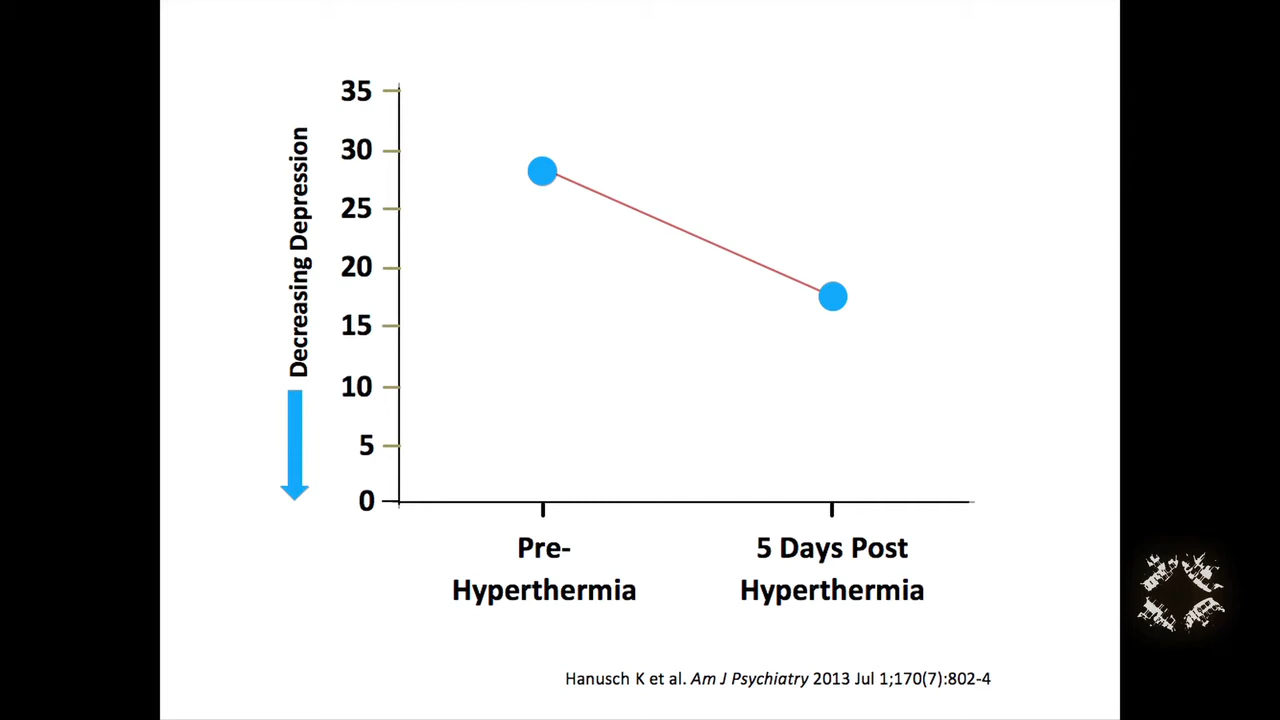 35
30
25
20
15
10
5
0
Decreasing Depression
Pre-
Hyperthermia
5 Days Post
Hyperthermia
Hanusch K et al. Am J Psychiatry 2013 Jul 1;170(7):802-4